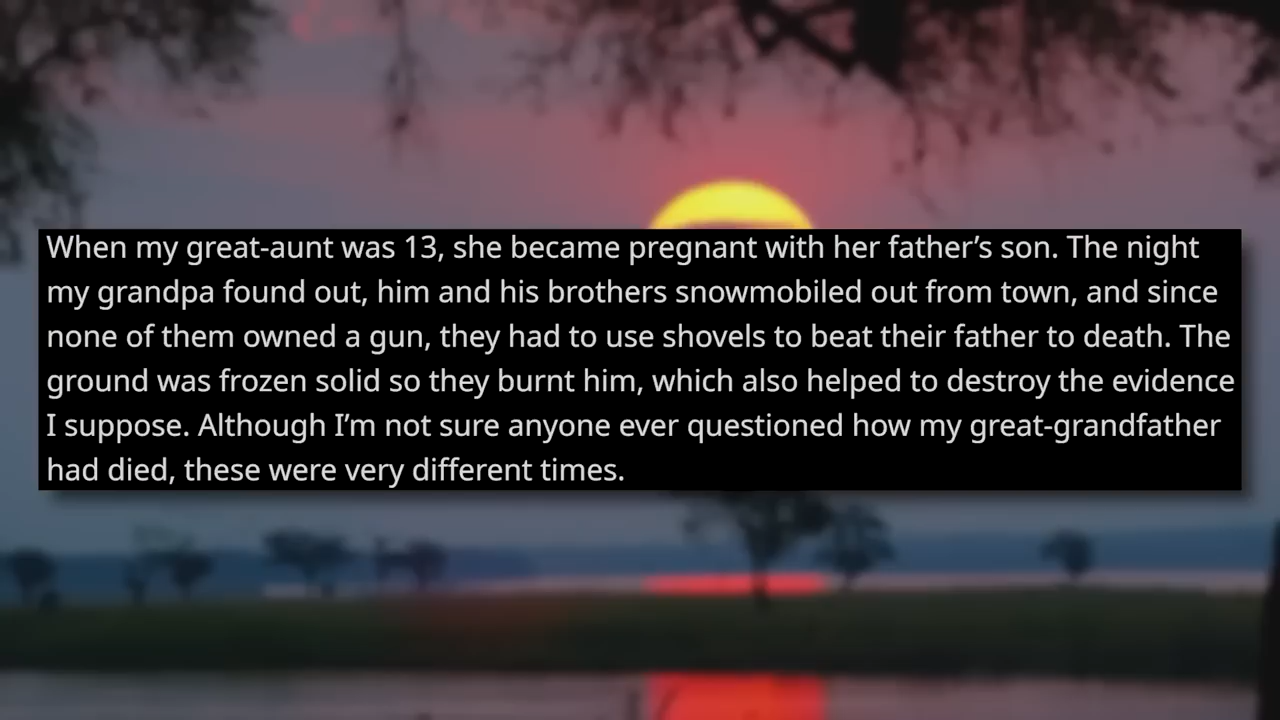 When my great-aunt was 13, she became pregnant with her father’s son. The night
my grandpa found out, him and his brothers snowmobiled out from town, and since
none of them owned a gun, they had to use shovels to beat their father to death. The
ground was frozen solid so they burnt him, which also helped to destroy the evidence
I suppose. Although I’m not sure anyone ever questioned how my great-grandfather
had died, these were very different times.